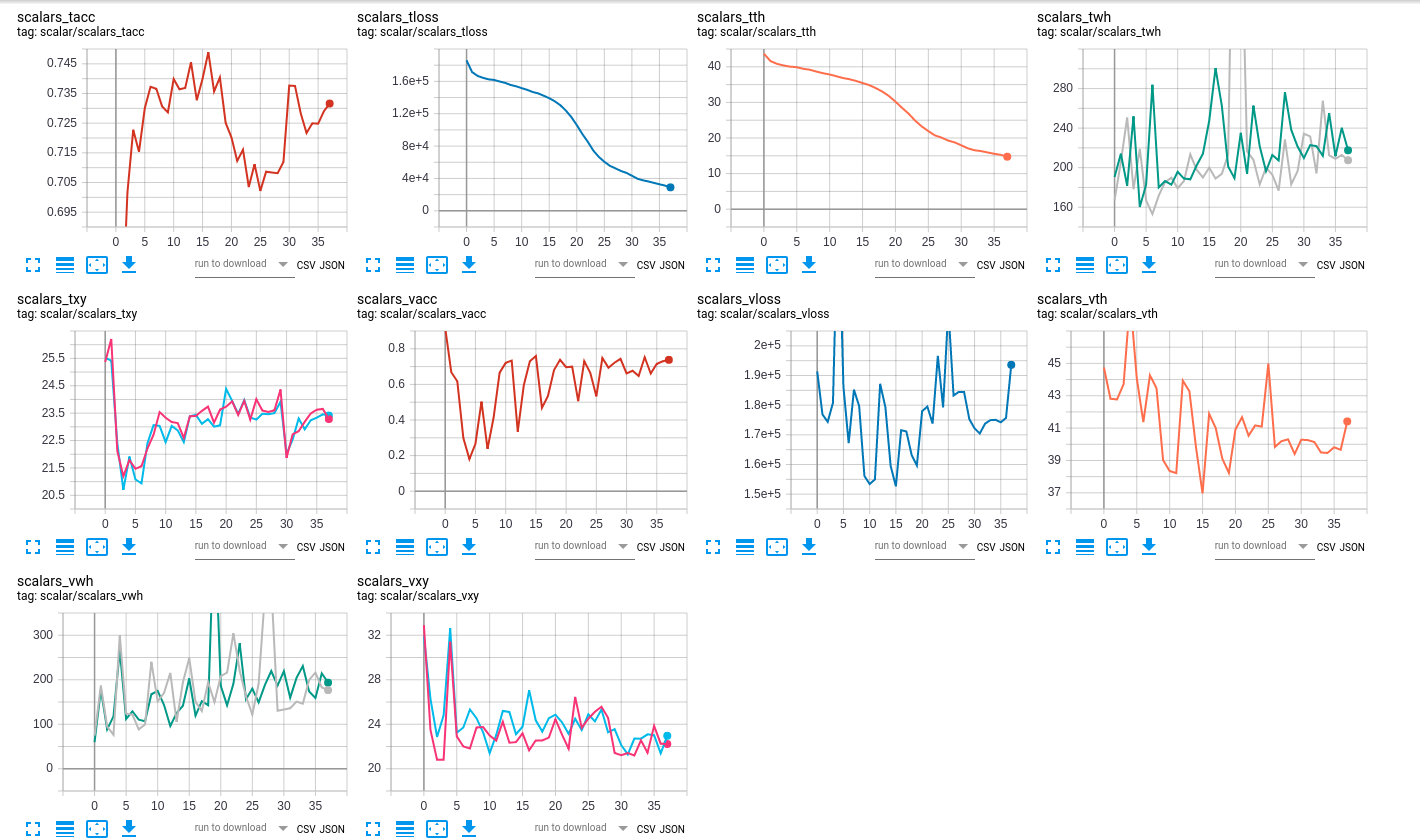 scalars_tacc
tag: scalar/scalars_tacc
0.745
0.735
0.725
0.715
0.705
0.695
0 5 10 15 20 25 30 35
run to download CSV JSON
scalars_tloss
tag: scalar/scalars_tloss
1.6e+5
1.2e+5
8e+4
4e+4
0
0 5 10 15 20 25 30 35
run to download CSV JSON
scalars_tth
tag: scalar/scalars_tth
40
30
20
10
0
0 5 10 15 20 25 30 35
run to download CSV JSON
scalars_twh
tag: scalar/scalars_twh
280
240
200
160
0 5 10 15 20 25 30 35
run to download CSV JSON
scalars_txy
tag: scalar/scalars_txy
25.5
24.5
23.5
22.5
21.5
20.5
0 5 10 15 20 25 30 35
run to download CSV JSON
scalars_vacc
tag: scalar/scalars_vacc
0.8
0.6
0.4
0.2
0
0 5 10 15 20 25 30 35
run to download CSV JSON
scalars_vloss
tag: scalar/scalars_vloss
2e+5
1.9e+5
1.8e+5
1.7e+5
1.6e+5
1.5e+5
0 5 10 15 20 25 30 35
run to download CSV JSON
scalars_vth
tag: scalar/scalars_vth
45
43
41
39
37
0 5 10 15 20 25 30 35
run to download CSV JSON
scalars_vwh
tag: scalar/scalars_vwh
300
200
100
0
0 5 10 15 20 25 30 35
run to download CSV JSON
scalars_vxy
tag: scalar/scalars_vxy
32
28
24
20
0 5 10 15 20 25 30 35
run to download CSV JSON